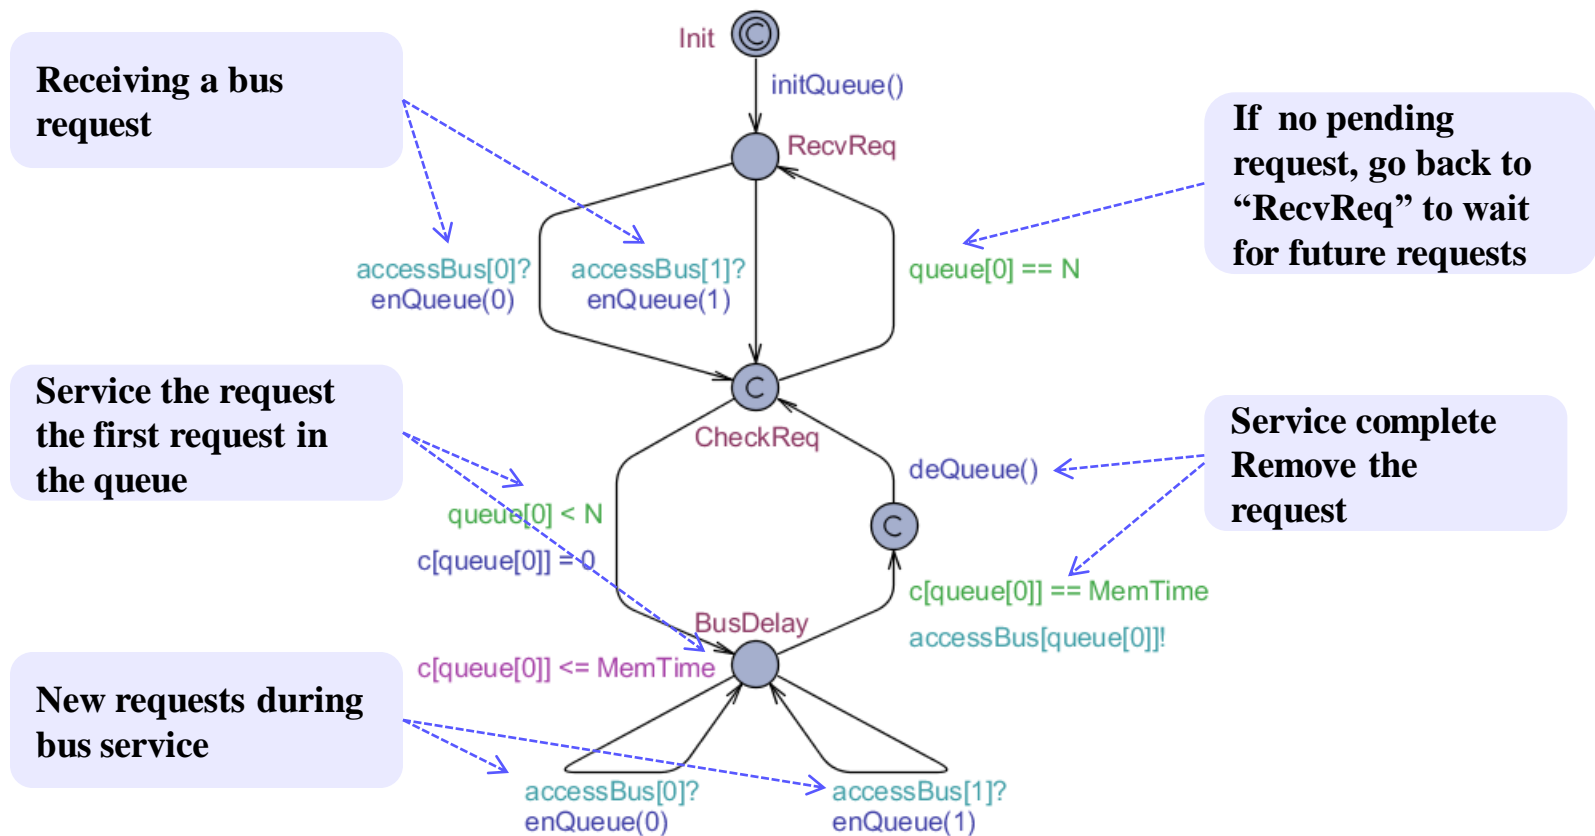 Init
initQueue()
Receiving a bus
request
RecvReq
If no pending
request, go back to
“RecvReq” to wait
for future requests
accessBus[0]?
enQueue(0)
accessBus[1]?
enQueue(1)
queue[0] == N
C
Service the request
the first request in
the queue
CheckReq
Service complete
Remove the
request
deQueue()
queue[0] < N
c[queue[0]] = 0
C
c[queue[0]] == MemTime
accessBus[queue[0]]!
BusDelay
c[queue[0]] <= MemTime
New requests during
bus service
accessBus[0]?
enQueue(0)
accessBus[1]?
enQueue(1)
C